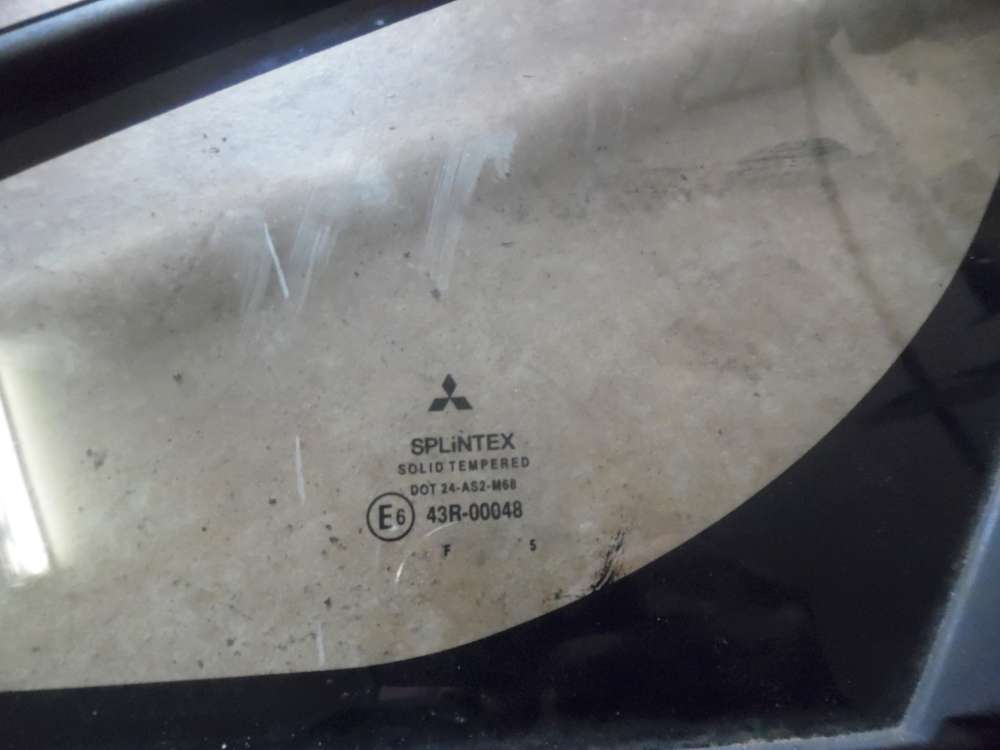 SPLiNTEX
SOLID TEMPERED
DOT 24-AS2-M68
E6 43R-00048
F 5